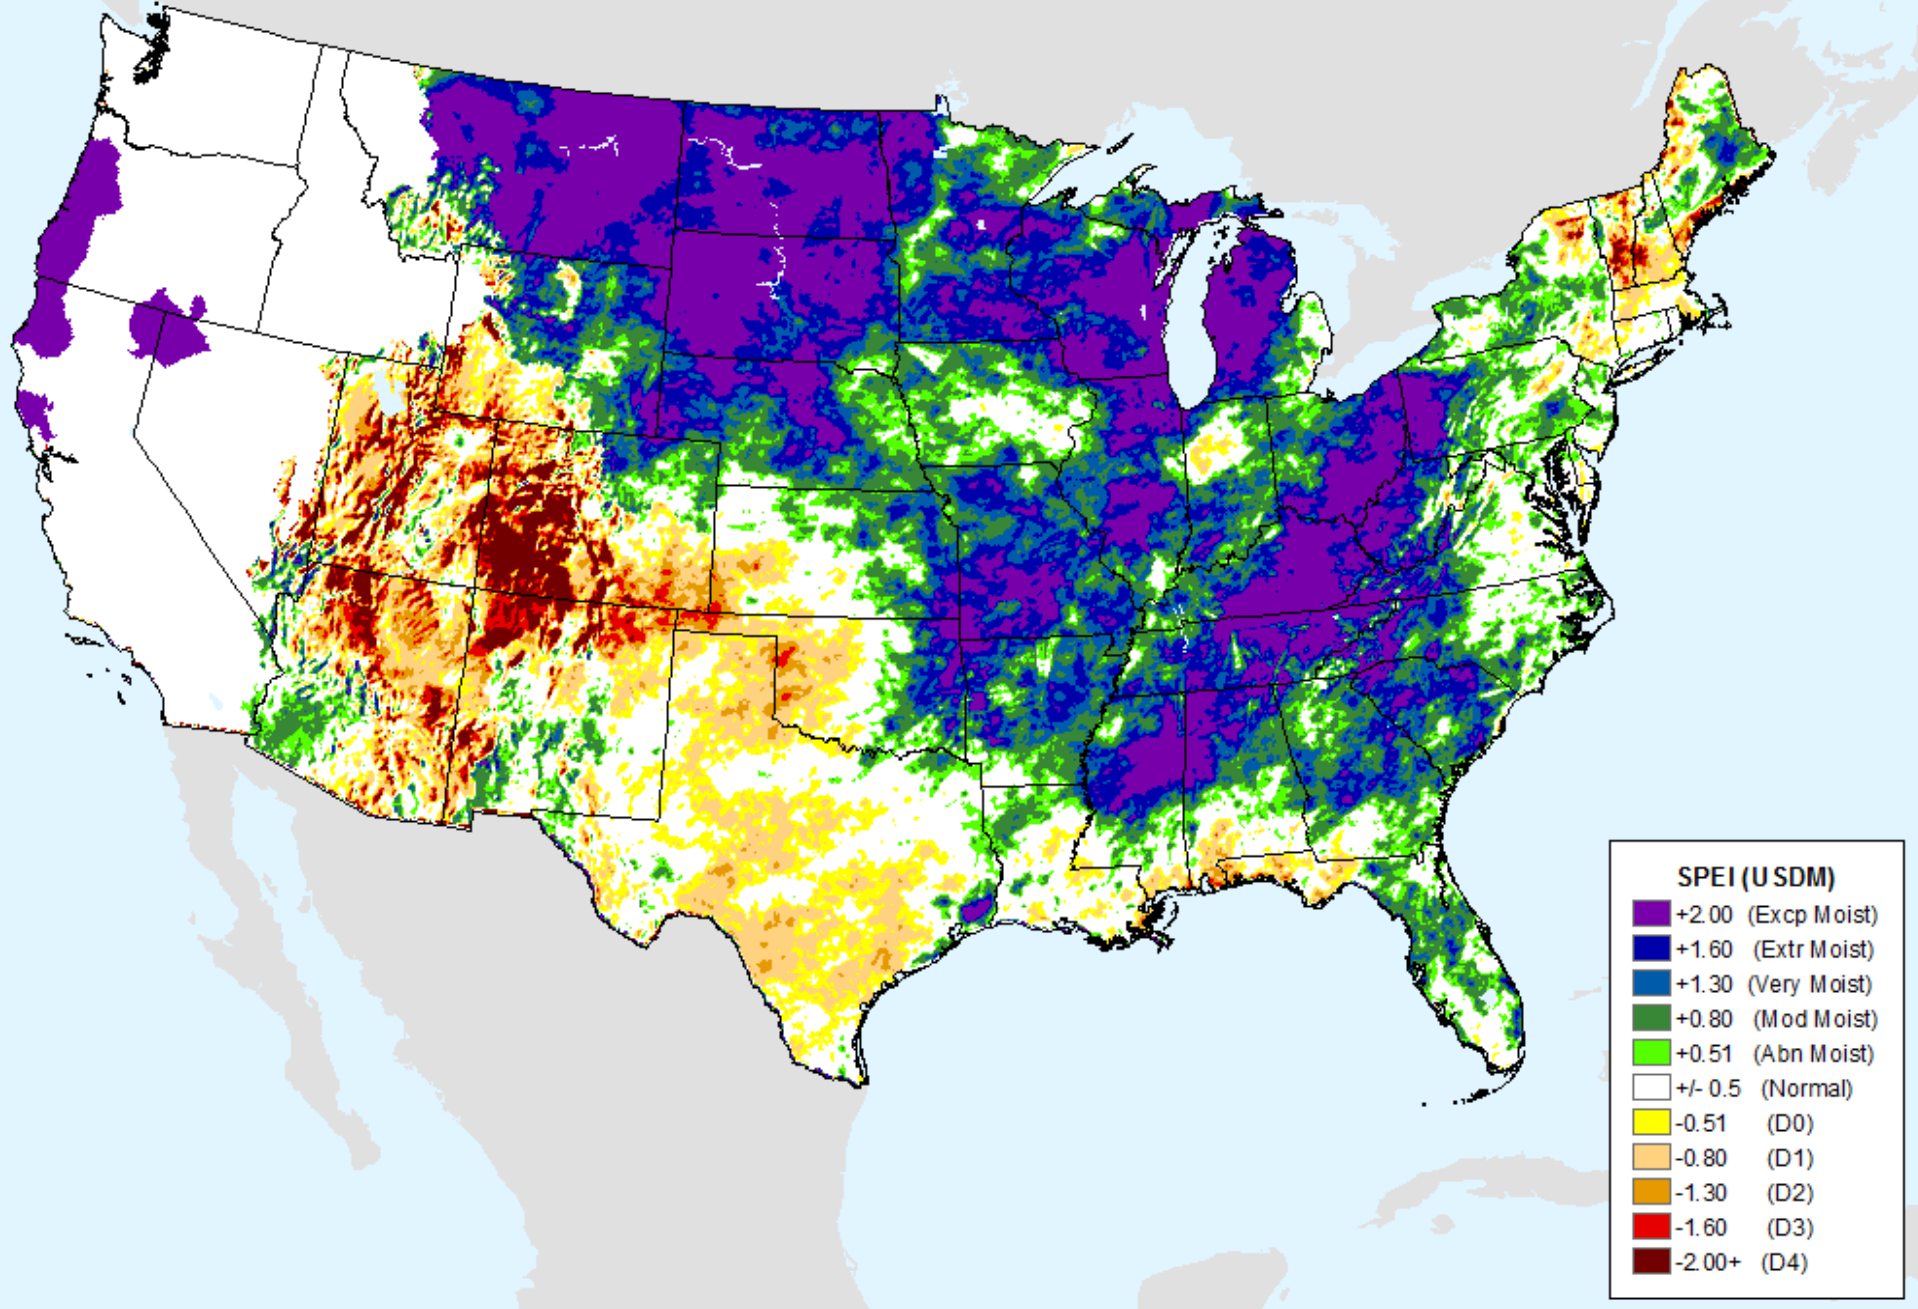 SPEI (USDM)
+2.00 (Excp Moist)
+1.60 (Extr Moist)
+1.30 (Very Moist)
+0.80 (Mod Moist)
+0.51 (Abn Moist)
+/- 0.5 (Normal)
-0.51 (D0)
-0.80 (D1)
-1.30 (D2)
-1.60 (D3)
-2.00+ (D4)